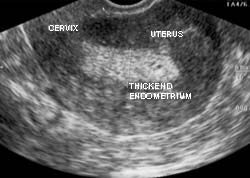 CERVIX
UTERUS
THICKEND
ENDOMETRIUM